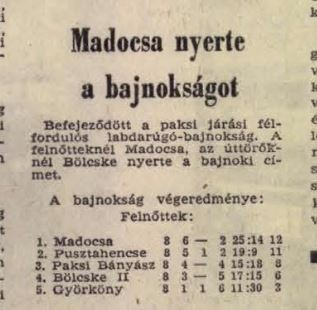 Madocsa nyerte
a bajnokságot
Befejeződött a paksi járási fél-
fordulós labdarúgó-bajnokság. A
felnőtteknél Madocsa, az úttörők-
nél Bölcske nyerte a bajnoki cí-
met.
A bajnokság végeredménye:
Felnőttek:
1. Madocsa 8 6 — 2 25:14 12
2. Pusztahencse 8 5 1 2 19:9 11
3. Paksi Bányász 8 4 — 4 15:18 8
4. Bölcske II 8 3 — 5 17:15 6
5. Györköny 8 1 1 6 11:30 3